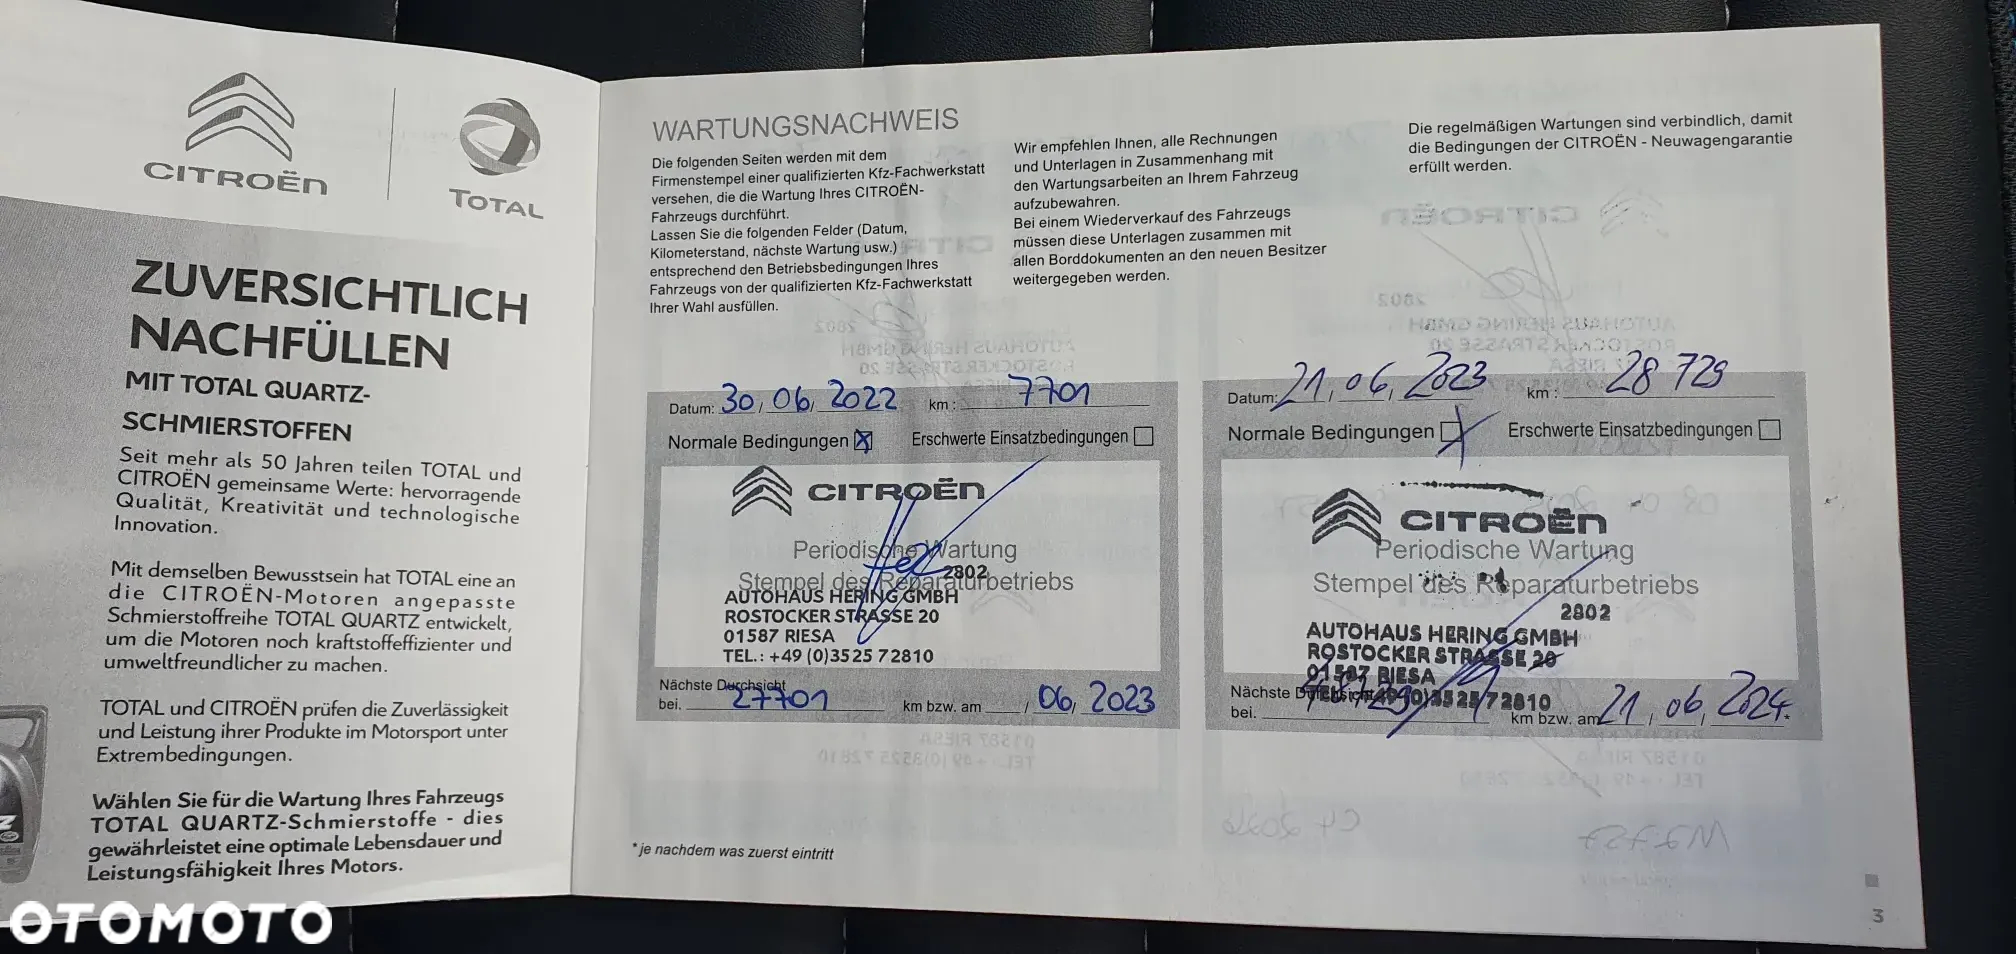 CITROËN
TOTAL
ZUVERSICHTLICH
NACHFÜLLEN
MIT TOTAL QUARTZ-
SCHMIERSTOFFEN
Seit mehr als 50 Jahren teilen TOTAL und
CITROËN gemeinsame Werte: hervorragende
Qualität, Kreativität und technologische
Innovation.
Mit demselben Bewusstsein hat TOTAL eine an
die CITROËN-Motoren angepasste
Schmierstoffreihe TOTAL QUARTZ entwickelt,
um die Motoren noch kraftstoffeffizienter und
umweltfreundlicher zu machen.
TOTAL und CITROËN prüfen die Zuverlässigkeit
und Leistung ihrer Produkte im Motorsport unter
Extrembedingungen.
Wählen Sie für die Wartung Ihres Fahrzeugs
TOTAL QUARTZ-Schmierstoffe - dies
gewährleistet eine optimale Lebensdauer und
Leistungsfähigkeit Ihres Motors.
WARTUNGSNACHWEIS
Die folgenden Seiten werden mit dem
Firmenstempel einer qualifizierten Kfz-Fachwerkstatt
versehen, die die Wartung Ihres CITROËN-
Fahrzeugs durchführt.
Lassen Sie die folgenden Felder (Datum,
Kilometerstand, nächste Wartung usw.)
entsprechend den Betriebsbedingungen Ihres
Fahrzeugs von der qualifizierten Kfz-Fachwerkstatt
Ihrer Wahl ausfüllen.
Wir empfehlen Ihnen, alle Rechnungen
und Unterlagen in Zusammenhang mit
den Wartungsarbeiten an Ihrem Fahrzeug
aufzubewahren.
Bei einem Wiederverkauf des Fahrzeugs
müssen diese Unterlagen zusammen mit
allen Borddokumenten an den neuen Besitzer
weitergegeben werden.
Die regelmäßigen Wartungen sind verbindlich, damit
die Bedingungen der CITROËN - Neuwagengarantie
erfüllt werden.
Datum: 30, 06, 2022 km : 7701
Normale Bedingungen Erschwerte Einsatzbedingungen
CITROËN
Periodische Wartung
2802
Stempel des Reparaturbetriebs
AUTOHAUS HERING GMBH
ROSTOCKER STRASSE 20
01587 RIESA
TEL.: +49 (0)3525 72810
Nächste Durchsicht
bei. 27701 km bzw. am / 06, 2023
Datum: 21, 06, 2023 km : 28 729
Normale Bedingungen Erschwerte Einsatzbedingungen
CITROËN
Periodische Wartung
Stempel des Reparaturbetriebs
2802
AUTOHAUS HERING GMBH
ROSTOCKER STRASSE 20
01587 RIESA
Nächste Durchsicht (0)3525/72810
bei. km bzw. am 21, 06, 2024.
*je nachdem was zuerst eintritt
3
OTOMOTO